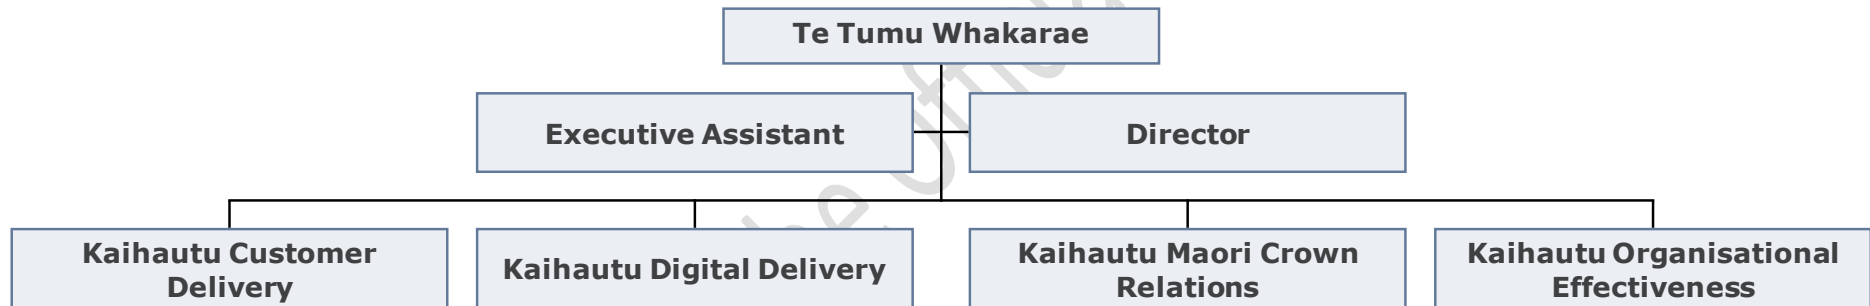 Te Tumu Whakarae
Executive Assistant
Director
Kaihautu Customer
Delivery
Kaihautu Digital Delivery
Kaihautu Maori Crown
Relations
Kaihautu Organisational
Effectiveness